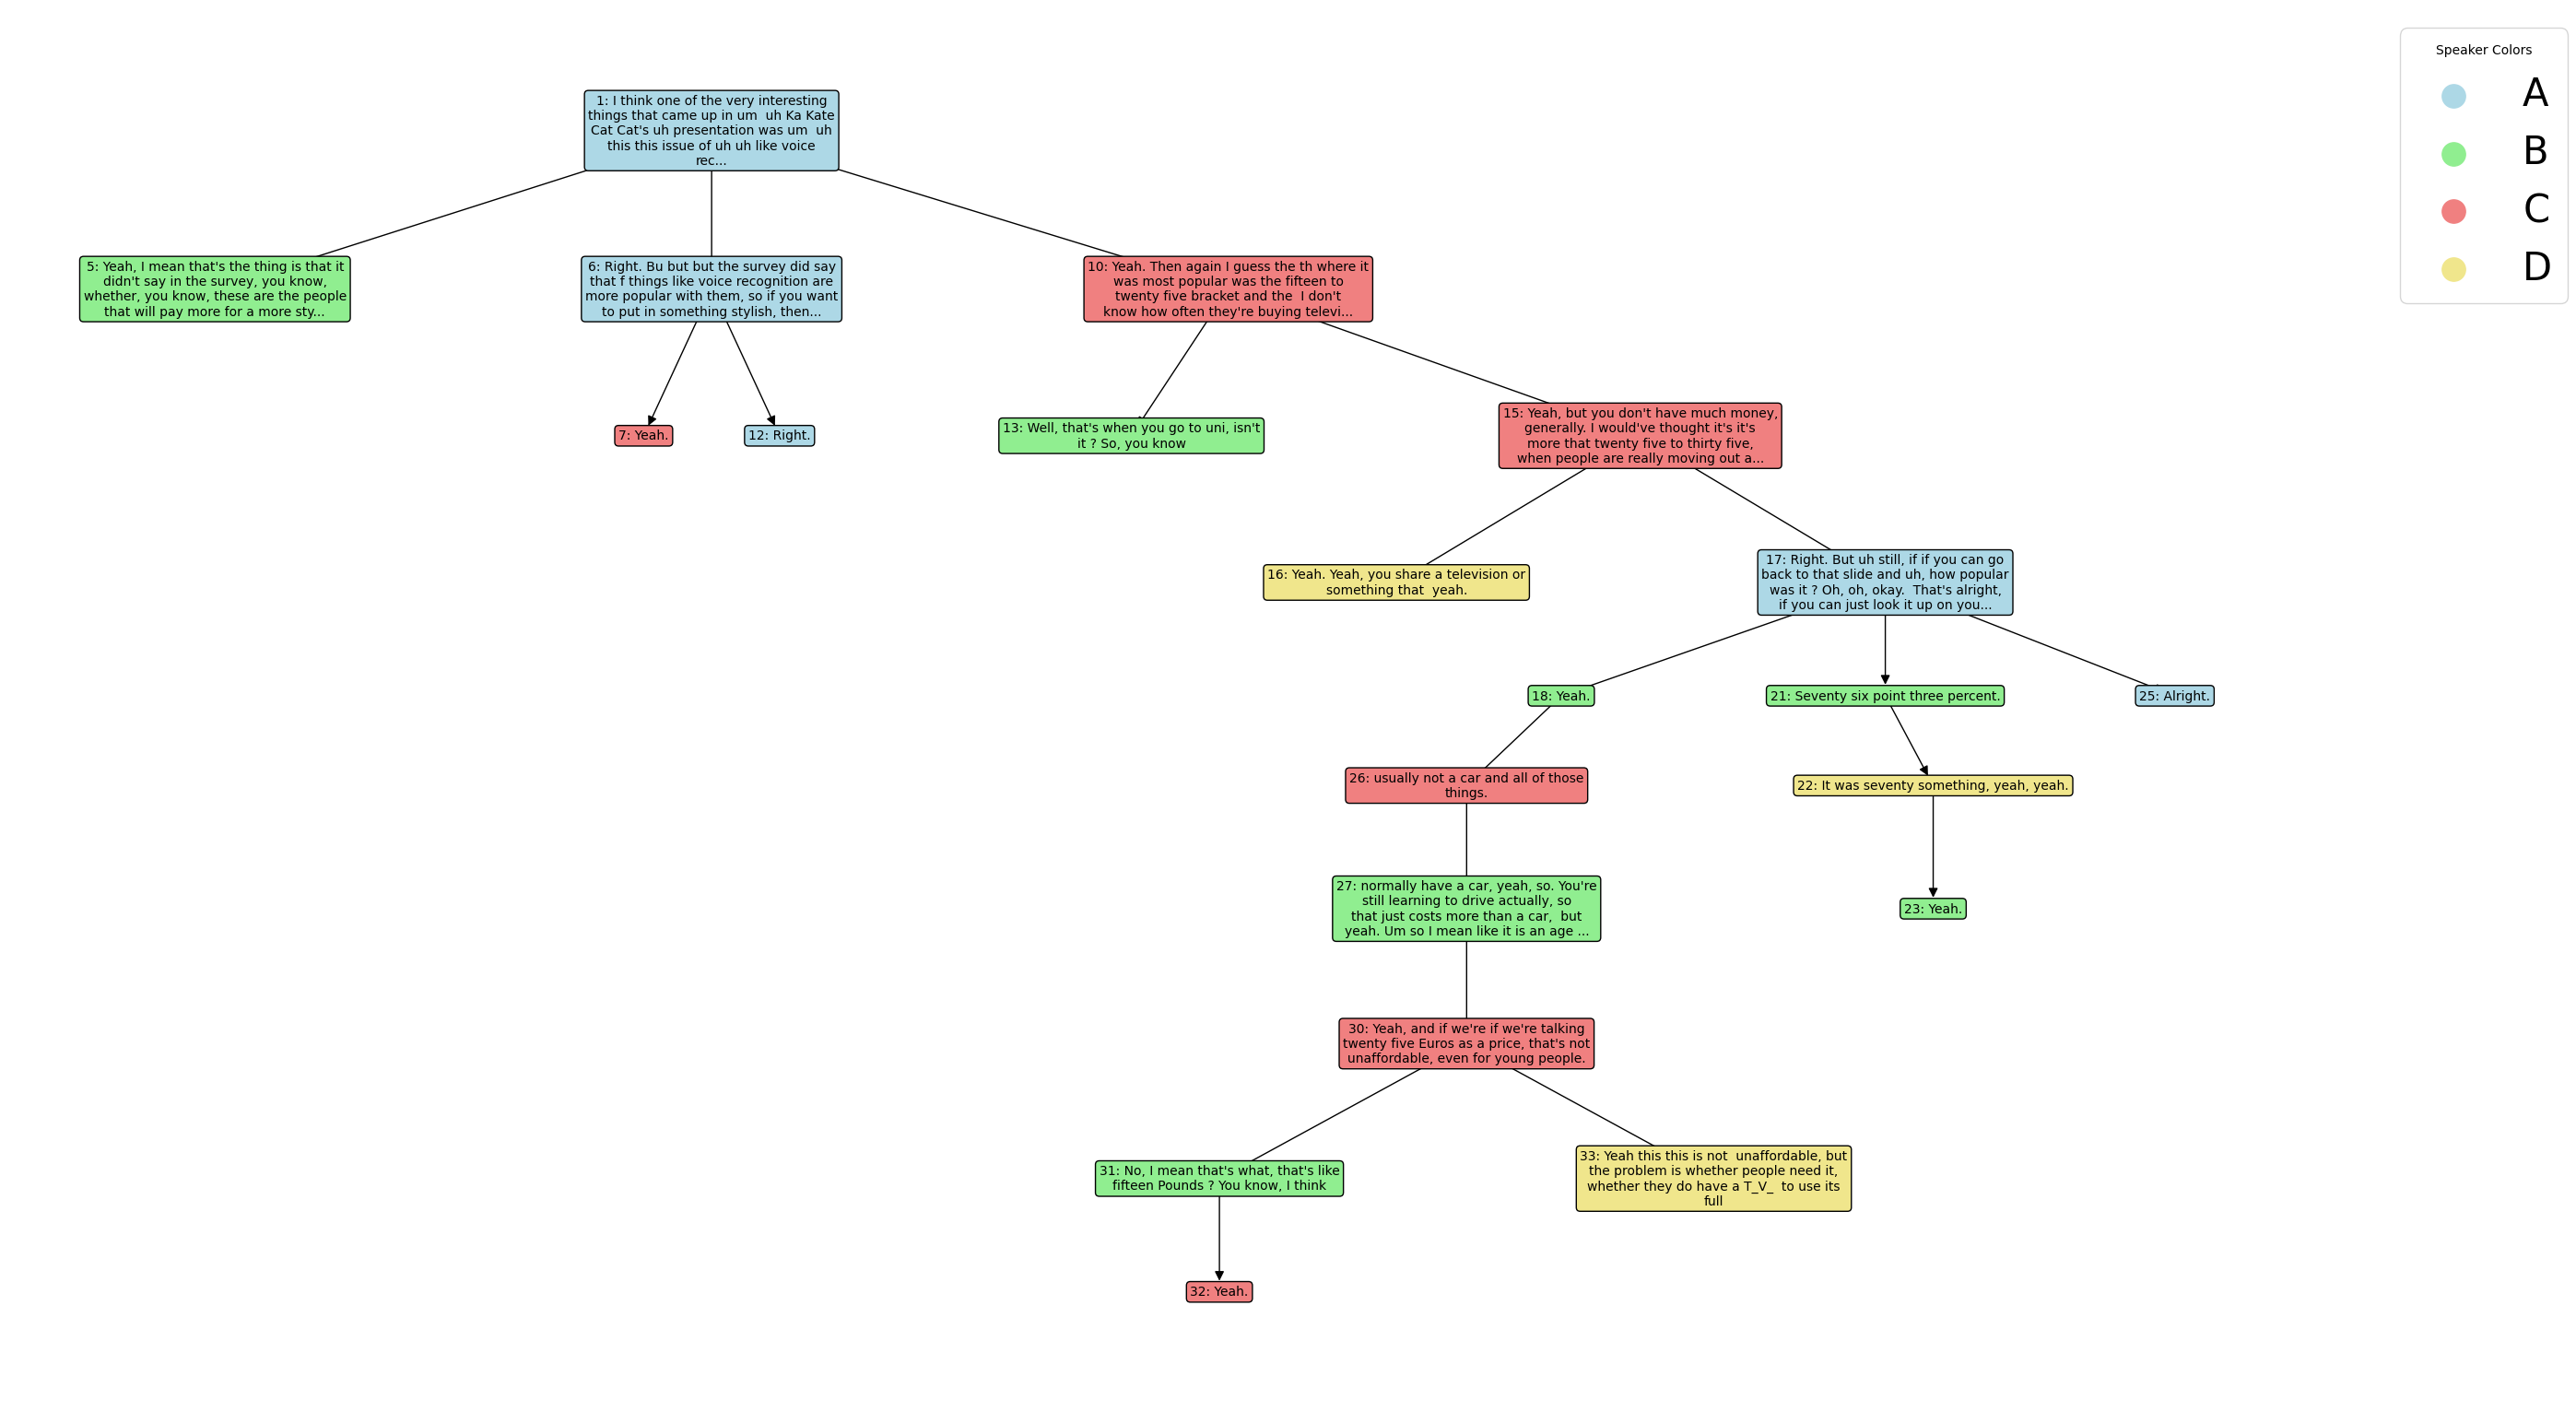 Speaker Colors
A
B
C
D
1: I think one of the very interesting
things that came up in um  uh Ka Kate
Cat Cat's uh presentation was um  uh
this this issue of uh uh like voice
rec...
5: Yeah, I mean that's the thing is that it
didn't say in the survey, you know,
whether, you know, these are the people
that will pay more for a more sty...
6: Right. Bu but but the survey did say
that f things like voice recognition are
more popular with them, so if you want
to put in something stylish, then...
10: Yeah. Then again I guess the th where it
was most popular was the fifteen to
twenty five bracket and the  I don't
know how often they're buying televi...
7: Yeah.
12: Right.
13: Well, that's when you go to uni, isn't
it ? So, you know
15: Yeah, but you don't have much money,
generally. I would've thought it's it's
more that twenty five to thirty five,
when people are really moving out a...
16: Yeah. Yeah, you share a television or
something that  yeah.
17: Right. But uh still, if if you can go
back to that slide and uh, how popular
was it ? Oh, oh, okay.  That's alright,
if you can just look it up on you...
18: Yeah.
21: Seventy six point three percent.
25: Alright.
26: usually not a car and all of those
things.
22: It was seventy something, yeah, yeah.
27: normally have a car, yeah, so. You're
still learning to drive actually, so
that just costs more than a car,  but
yeah. Um so I mean like it is an age ...
23: Yeah.
30: Yeah, and if we're if we're talking
twenty five Euros as a price, that's not
unaffordable, even for young people.
31: No, I mean that's what, that's like
fifteen Pounds ? You know, I think
33: Yeah this this is not  unaffordable, but
the problem is whether people need it,
whether they do have a T_V_  to use its
full
32: Yeah.